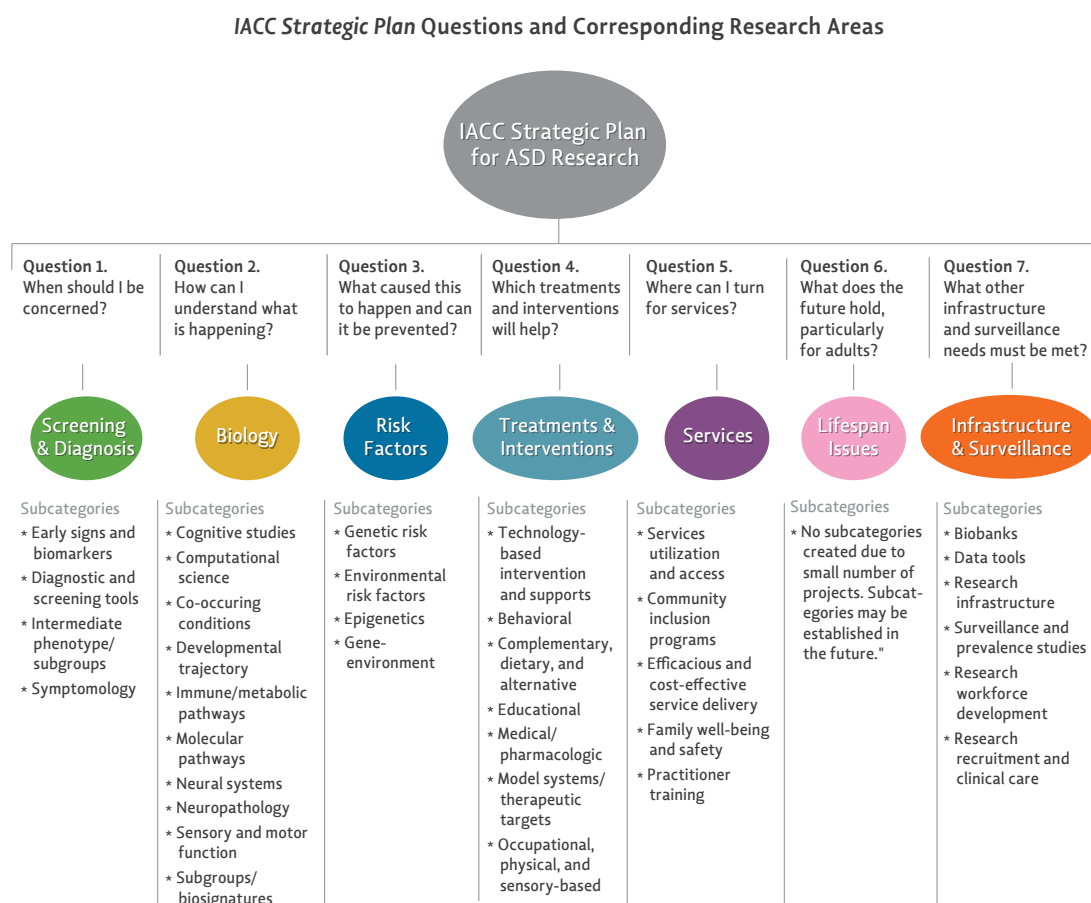 IACC Strategic Plan Questions and Corresponding Research Areas
IACC Strategic Plan
for ASD Research
Question 1.
When should I be
concerned?
Question 2.
How can I
understand what
is happening?
Question 3.
What caused this
to happen and can
it be prevented?
Question 4.
Which treatments
and interventions
will help?
Question 5.
Where can I turn
for services?
Question 6.
What does the
future hold,
particularly
for adults?
Question 7.
What other
infrastructure
and surveillance
needs must be met?
Screening
& Diagnosis
Biology
Risk
Factors
Treatments &
Interventions
Services
Lifespan
Issues
Infrastructure
& Surveillance
Subcategories
* Early signs and
biomarkers
* Diagnostic and
screening tools
* Intermediate
phenotype/
subgroups
* Symptomology
Subcategories
* Cognitive studies
* Computational
science
* Co-occuring
conditions
* Developmental
trajectory
* Immune/metabolic
pathways
* Molecular
pathways
* Neural systems
* Neuropathology
* Sensory and motor
function
* Subgroups/
biosignatures
Subcategories
* Genetic risk
factors
* Environmental
risk factors
* Epigenetics
* Gene-
environment
Subcategories
* Technology-
based
intervention
and supports
* Behavioral
* Complementary,
dietary, and
alternative
* Educational
* Medical/
pharmacologic
* Model systems/
therapeutic
targets
* Occupational,
physical, and
sensory-based
Subcategories
* Services
utilization
and access
* Community
inclusion
programs
* Efficacious and
cost-effective
service delivery
* Family well-being
and safety
* Practitioner
training
Subcategories
* No subcategories
created due to
small number of
projects. Subcat-
egories may be
established in
the future."
Subcategories
* Biobanks
* Data tools
* Research
infrastructure
* Surveillance and
prevalence studies
* Research
workforce
development
* Research
recruitment and
clinical care